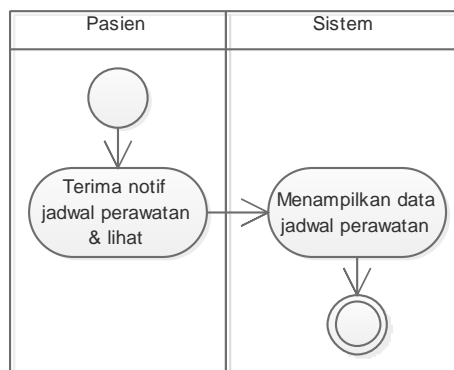 Pasien
Sistem
Terima notif
jadwal perawatan
& lihat
Menampilkan data
jadwal perawatan